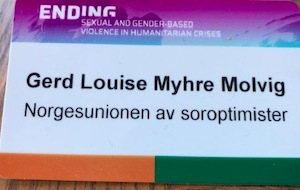 ENDING
SEXUAL AND GENDER-BASED
VIOLENCE IN HUMANITARIAN CRISES
Gerd Louise Myhre Molvig
Norgesunionen av soroptimister